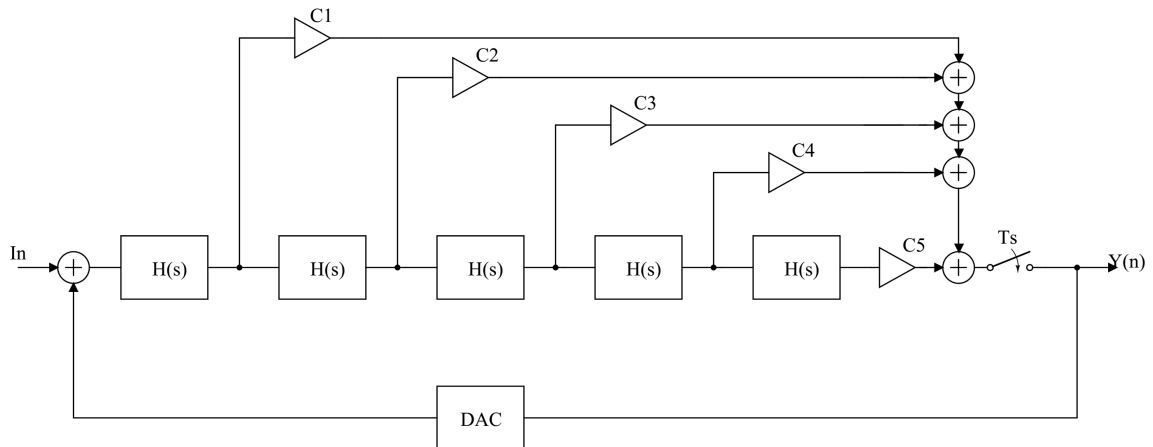 C1
C2
C3
C4
In
H(s)
H(s)
H(s)
H(s)
H(s)
C5
Ts
Y(n)
DAC